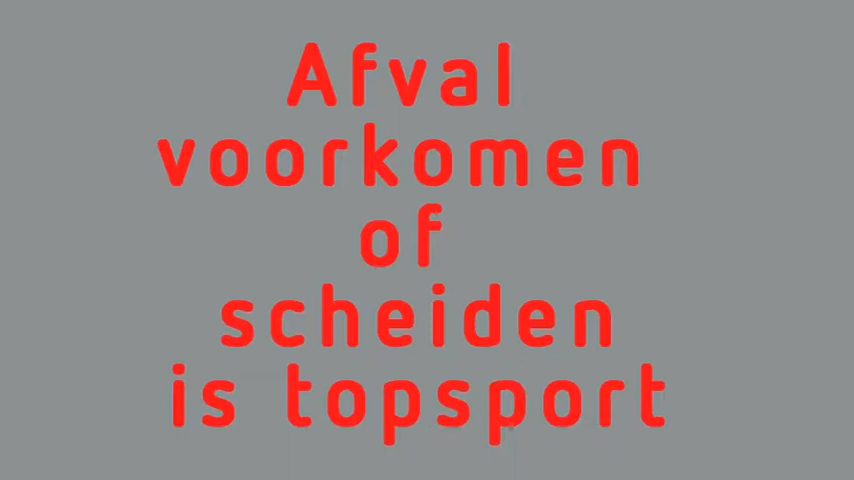 Afval
voorkomen
of
scheiden
is topsport